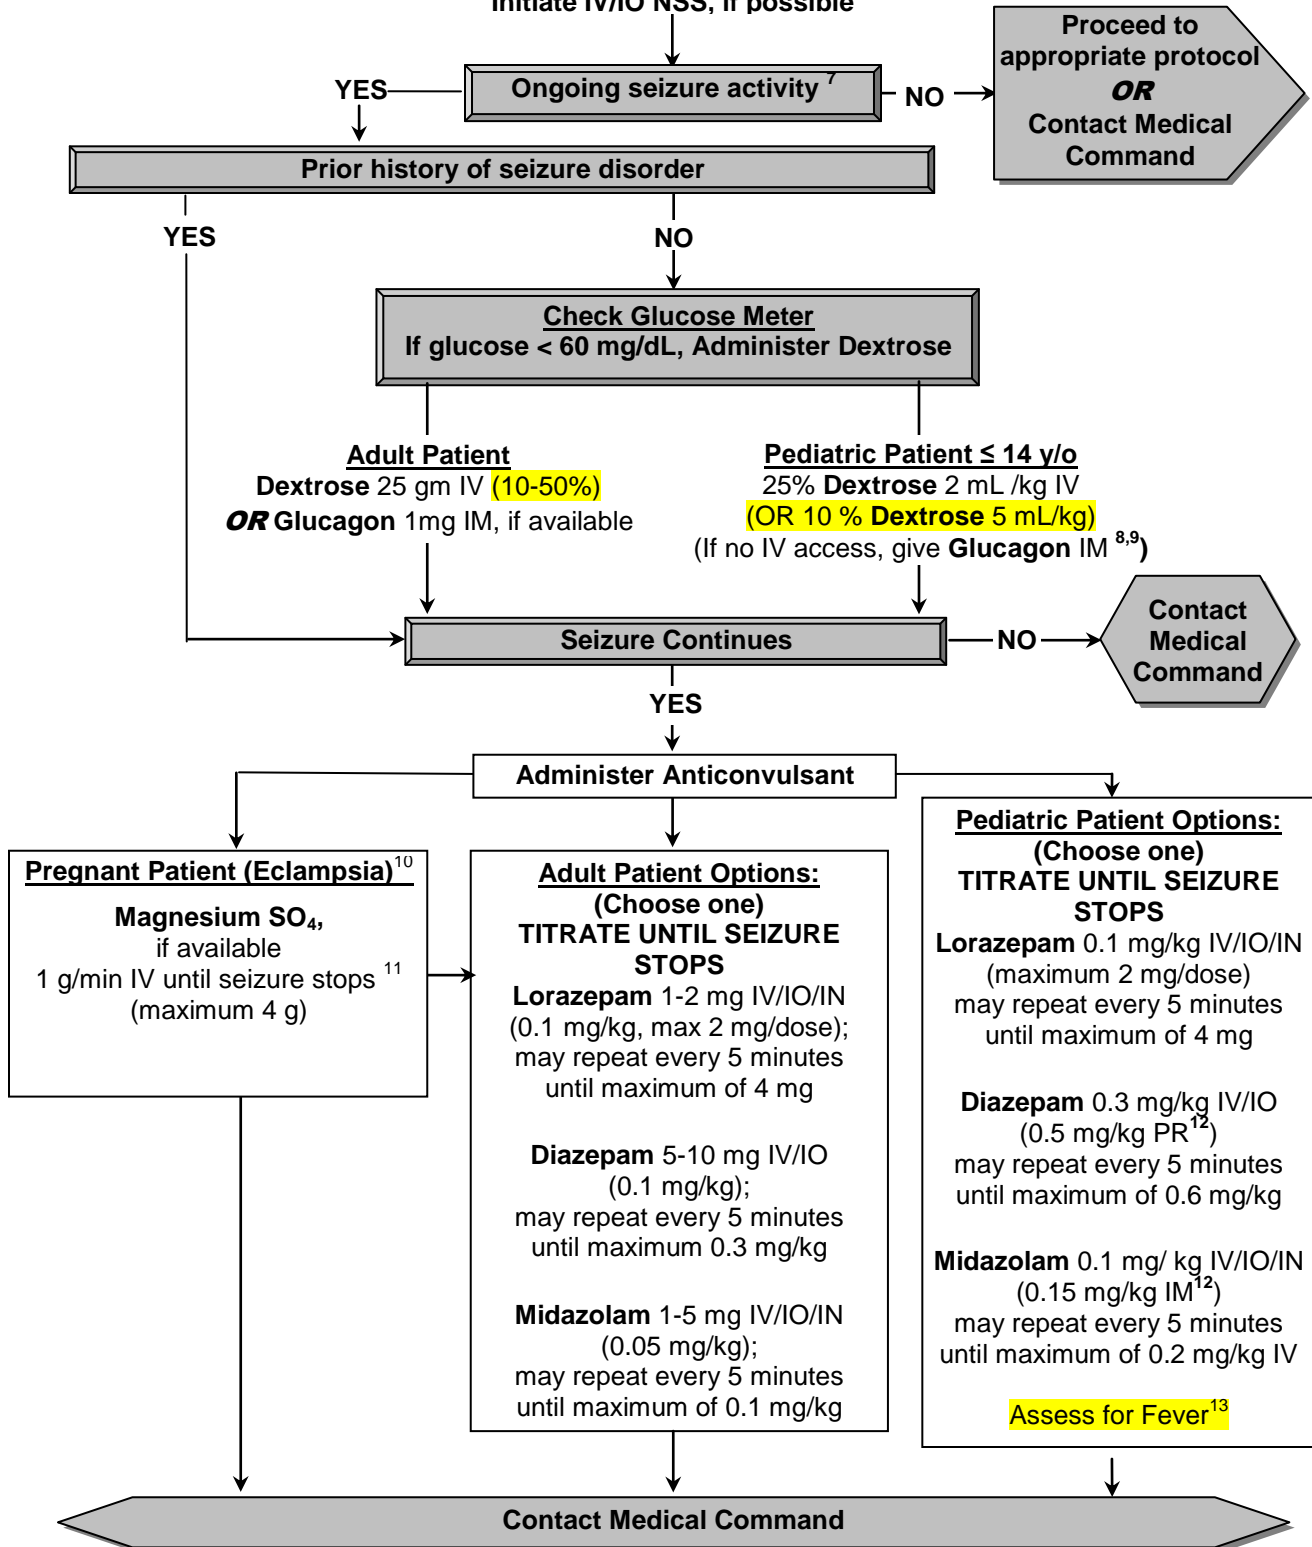 Initiate IV/IO NSS, if possible
Proceed to
appropriate protocol
OR
Contact Medical
Command
Ongoing seizure activity 7
YES
NO
Prior history of seizure disorder
YES
NO
Check Glucose Meter
If glucose < 60 mg/dL, Administer Dextrose
Adult Patient
Dextrose 25 gm IV (10-50%)
OR Glucagon 1mg IM, if available
Pediatric Patient ≤ 14 y/o
25% Dextrose 2 mL /kg IV
(OR 10 % Dextrose 5 mL/kg)
(If no IV access, give Glucagon IM 8,9)
Seizure Continues
NO
Contact
Medical
Command
YES
Administer Anticonvulsant
Pregnant Patient (Eclampsia)10
Magnesium SO4,
if available
1 g/min IV until seizure stops 11
(maximum 4 g)
Adult Patient Options:
(Choose one)
TITRATE UNTIL SEIZURE
STOPS
Lorazepam 1-2 mg IV/IO/IN
(0.1 mg/kg, max 2 mg/dose);
may repeat every 5 minutes
until maximum of 4 mg
Diazepam 5-10 mg IV/IO
(0.1 mg/kg);
may repeat every 5 minutes
until maximum 0.3 mg/kg
Midazolam 1-5 mg IV/IO/IN
(0.05 mg/kg);
may repeat every 5 minutes
until maximum of 0.1 mg/kg
Pediatric Patient Options:
(Choose one)
TITRATE UNTIL SEIZURE
STOPS
Lorazepam 0.1 mg/kg IV/IO/IN
(maximum 2 mg/dose)
may repeat every 5 minutes
until maximum of 4 mg
Diazepam 0.3 mg/kg IV/IO
(0.5 mg/kg PR12)
may repeat every 5 minutes
until maximum of 0.6 mg/kg
Midazolam 0.1 mg/ kg IV/IO/IN
(0.15 mg/kg IM12)
may repeat every 5 minutes
until maximum of 0.2 mg/kg IV
Assess for Fever13
Contact Medical Command